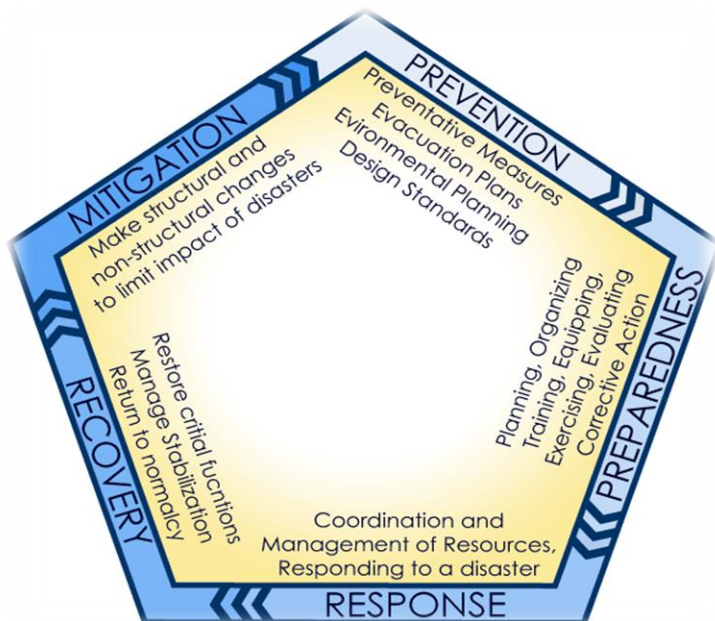 PREVENTION
Preventative Measures
Evacuation Plans
Evironmental Planning
Design Standards
PREPAREDNESS
Planning, Organizing
Training, Equipping,
Exercising, Evaluating
Corrective Action
RESPONSE
Coordination and
Management of Resources,
Responding to a disaster
RECOVERY
Restore critial fucntions
Manage Stabilization
Return to normalcy
MITIGATION
Make structural and
non-structural changes
to limit impact of disasters